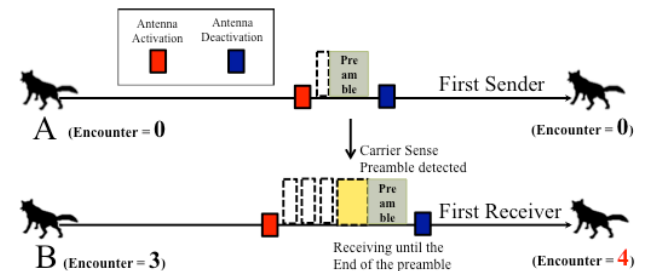 Antenna Activation
Antenna Deactivation
Pre
am
ble
First Sender
A (Encounter = 0)
(Encounter = 0)
Carrier Sense
Preamble detected
Pre
am
ble
First Receiver
B (Encounter = 3)
Receiving until the
End of the preamble
(Encounter = 4)